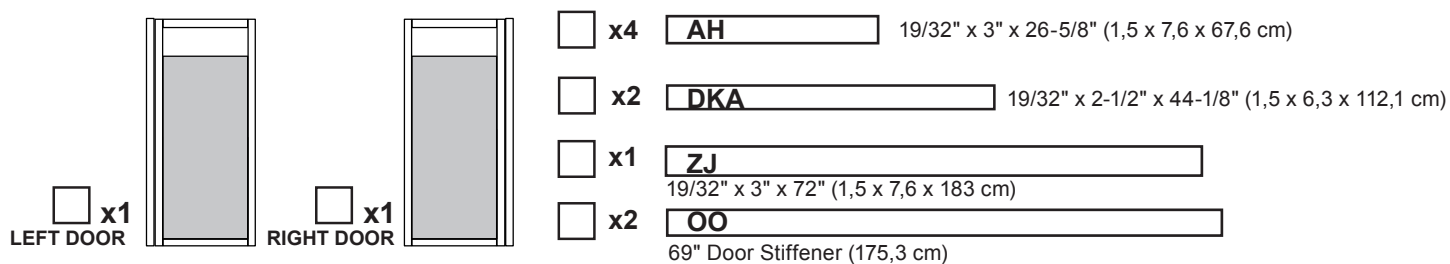 x1
LEFT DOOR
x1
RIGHT DOOR
x4 AH 19/32" x 3" x 26-5/8" (1,5 x 7,6 x 67,6 cm)
x2 DKA 19/32" x 2-1/2" x 44-1/8" (1,5 x 6,3 x 112,1 cm)
x1 ZJ
19/32" x 3" x 72" (1,5 x 7,6 x 183 cm)
x2 OO
69" Door Stiffener (175,3 cm)